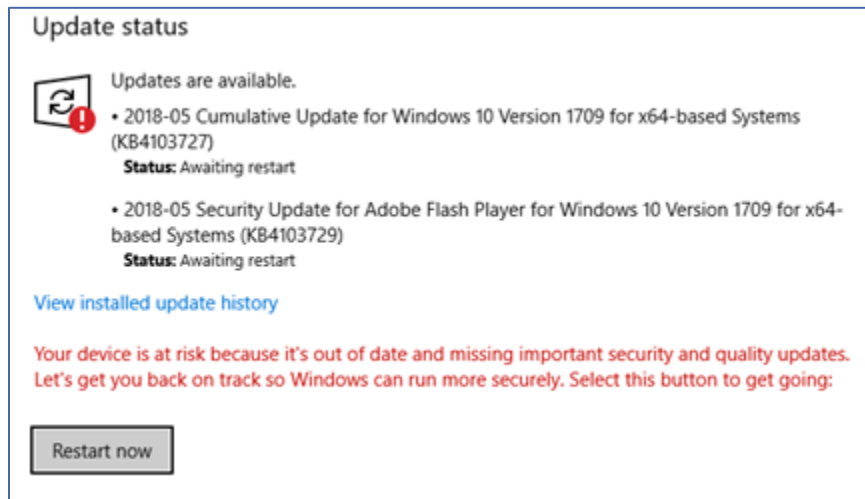 Update status
Updates are available.
• 2018-05 Cumulative Update for Windows 10 Version 1709 for x64-based Systems
(KB4103727)
Status: Awaiting restart
• 2018-05 Security Update for Adobe Flash Player for Windows 10 Version 1709 for x64-
based Systems (KB4103729)
Status: Awaiting restart
View installed update history
Your device is at risk because it's out of date and missing important security and quality updates.
Let's get you back on track so Windows can run more securely. Select this button to get going:
Restart now